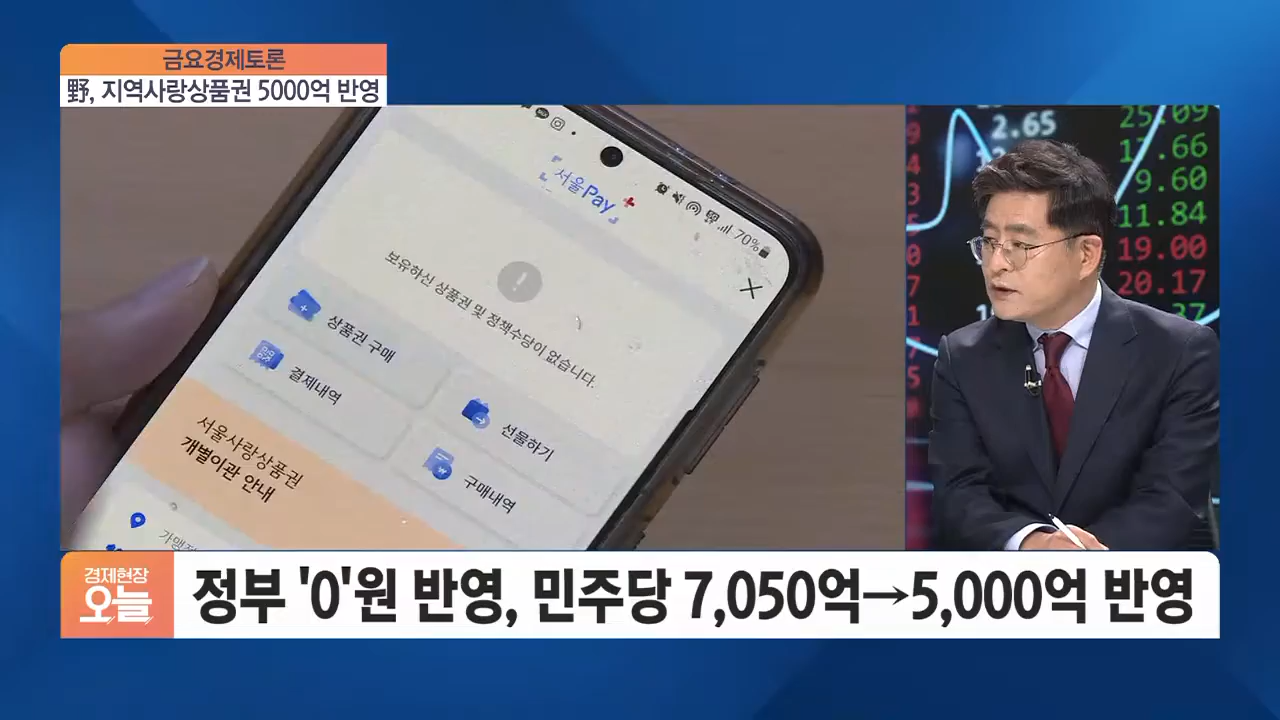 금요경제토론
野, 지역사랑상품권 5000억 반영
서울Pay
70%
보유하신 상품권 및 정책수당이 없습니다.
상품권 구매
결제내역
선물하기
구매내역
서울사랑상품권
개별이관 안내
2.65
25.09
17.66
9.60
11.84
19.00
20.17
37
경제현장
오늘
정부 '0'원 반영, 민주당 7,050억→5,000억 반영